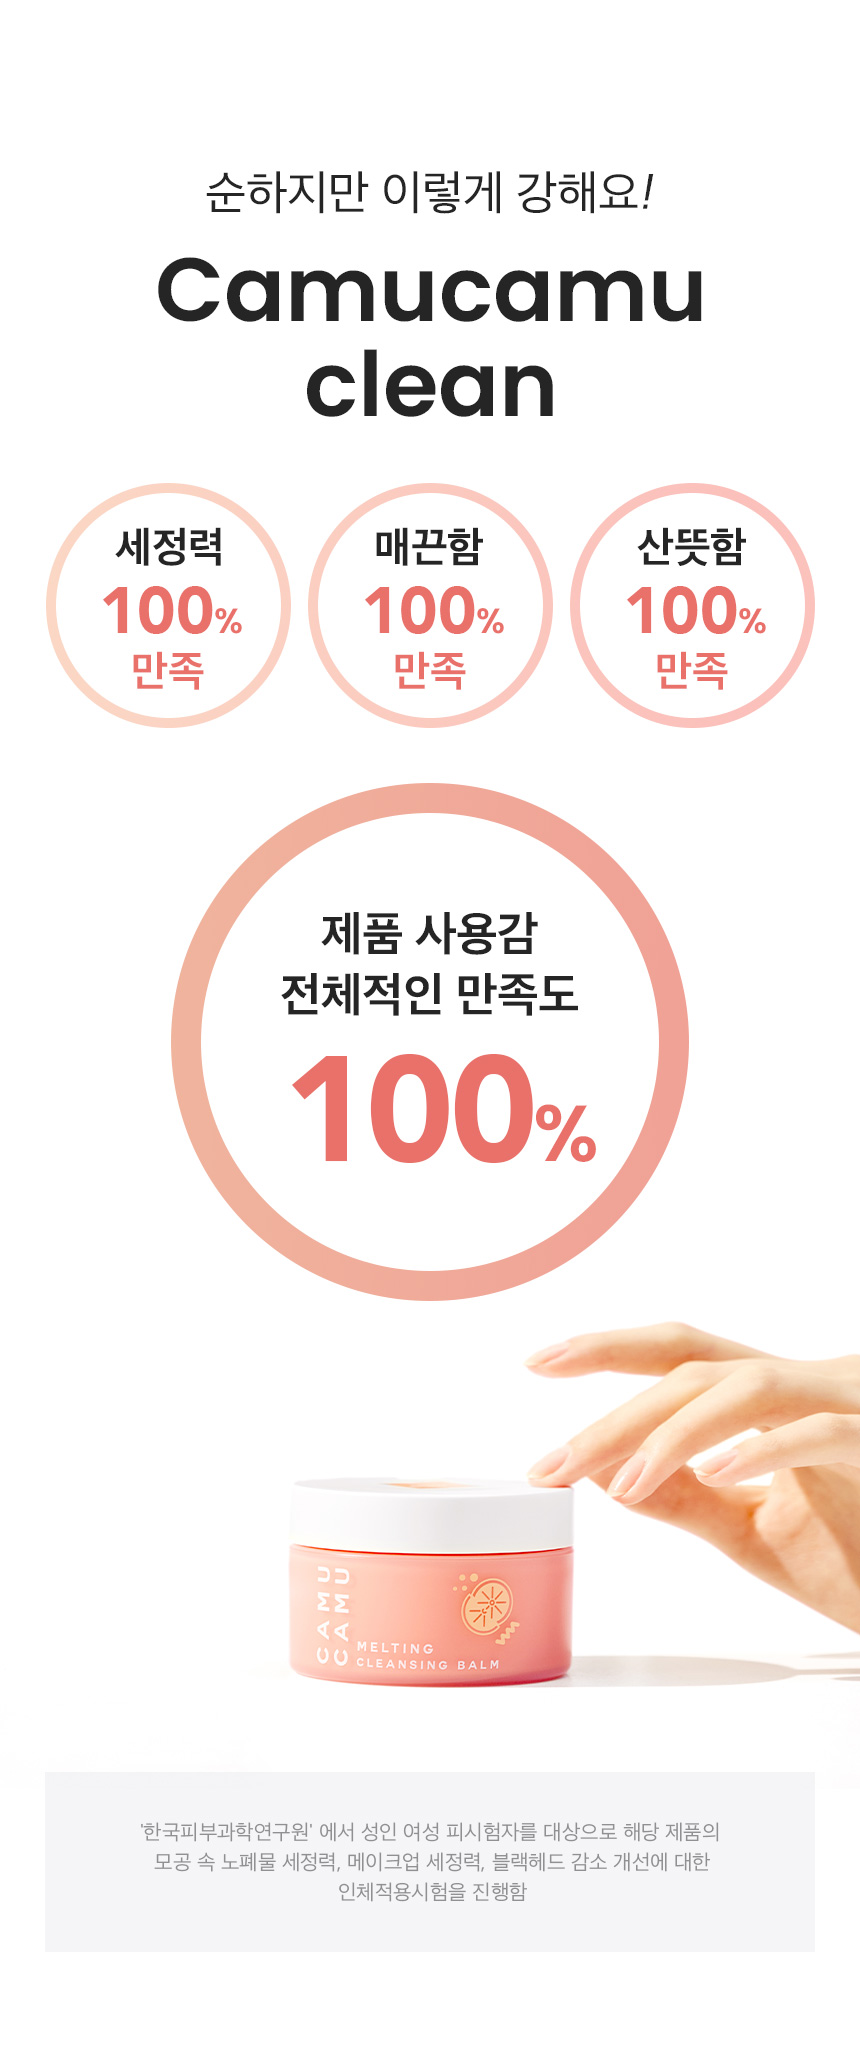 순하지만 이렇게 강해요!
Camucamu
clean
세정력
100%
만족
매끈함
100%
만족
산뜻함
100%
만족
제품 사용감
전체적인 만족도
100%
CAMU
CAMU
MELTING
CLEANSING BALM
'한국피부과학연구원' 에서 성인 여성 피시험자를 대상으로 해당 제품의
모공 속 노폐물 세정력, 메이크업 세정력, 블랙헤드 감소 개선에 대한
인체적용시험을 진행함